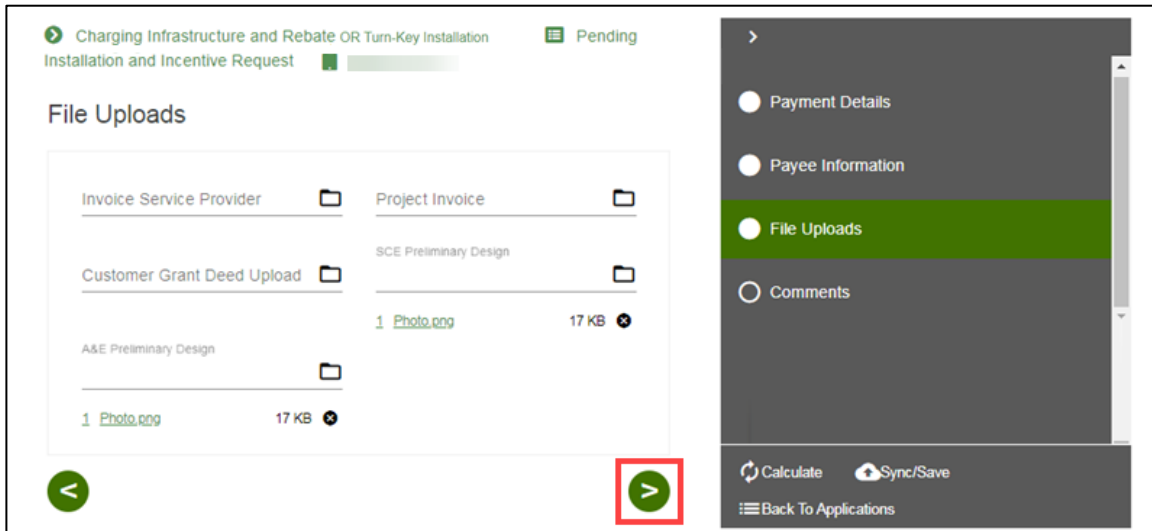 Charging Infrastructure and Rebate OR Turn-Key Installation Pending
Installation and Incentive Request
File Uploads
Invoice Service Provider Project Invoice
SCE Preliminary Design
Customer Grant Deed Upload
1 Photo.png 17 KB
A&E Preliminary Design
1 Photo.png 17 KB
< >
>
Payment Details
Payee Information
File Uploads
Comments
Calculate Sync/Save
Back To Applications